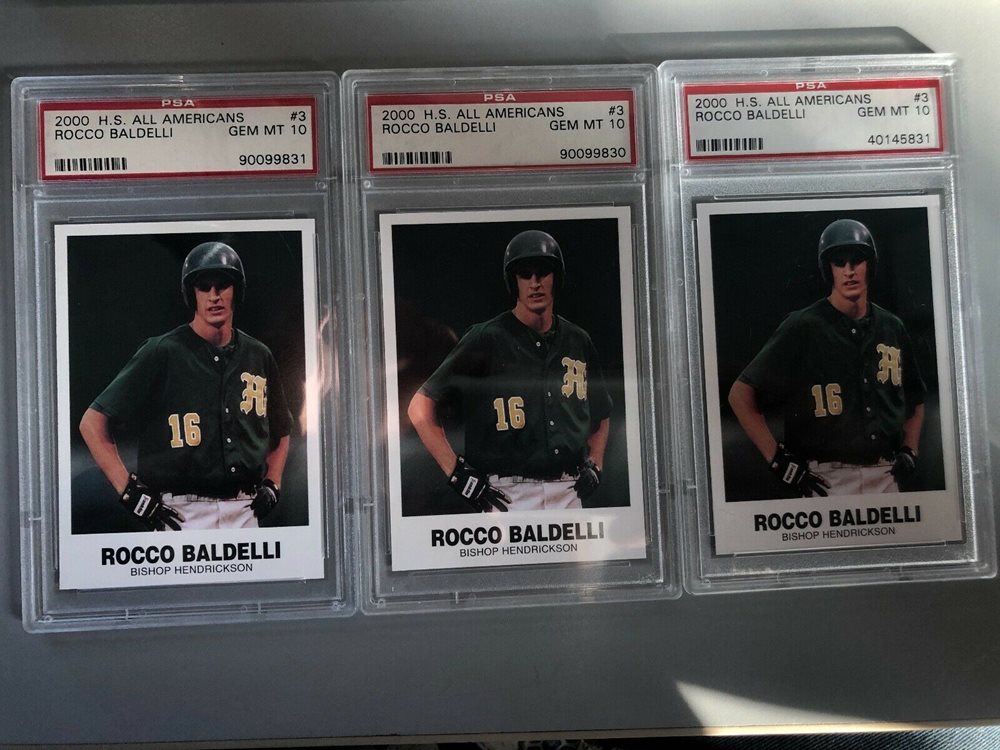 PSA
2000 H.S. ALL AMERICANS #3
ROCCO BALDELLI GEM MT 10
90099831
16
H
ROCCO BALDELLI
BISHOP HENDRICKSON
PSA
2000 H.S. ALL AMERICANS #3
ROCCO BALDELLI GEM MT 10
90099830
16
H
ROCCO BALDELLI
BISHOP HENDRICKSON
PSA
2000 H.S. ALL AMERICANS #3
ROCCO BALDELLI GEM MT 10
40145831
16
H
ROCCO BALDELLI
BISHOP HENDRICKSON